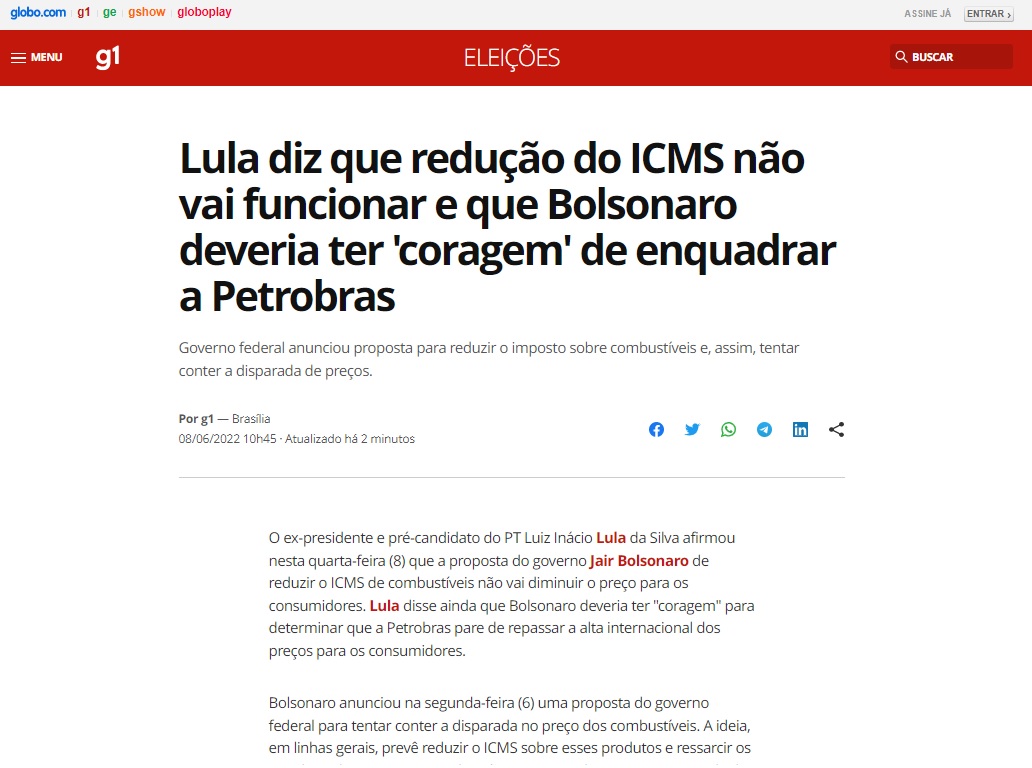 globo.com g1 ge gshow globoplay ASSINE JÁ ENTRAR ›
MENU g1 ELEIÇÕES BUSCAR
Lula diz que redução do ICMS não
vai funcionar e que Bolsonaro
deveria ter 'coragem' de enquadrar
a Petrobras
Governo federal anunciou proposta para reduzir o imposto sobre combustíveis e, assim, tentar
conter a disparada de preços.
Por g1 — Brasília
08/06/2022 10h45 · Atualizado há 2 minutos
O ex-presidente e pré-candidato do PT Luiz Inácio Lula da Silva afirmou
nesta quarta-feira (8) que a proposta do governo Jair Bolsonaro de
reduzir o ICMS de combustíveis não vai diminuir o preço para os
consumidores. Lula disse ainda que Bolsonaro deveria ter "coragem" para
determinar que a Petrobras pare de repassar a alta internacional dos
preços para os consumidores.
Bolsonaro anunciou na segunda-feira (6) uma proposta do governo
federal para tentar conter a disparada no preço dos combustíveis. A ideia,
em linhas gerais, prevê reduzir o ICMS sobre esses produtos e ressarcir os